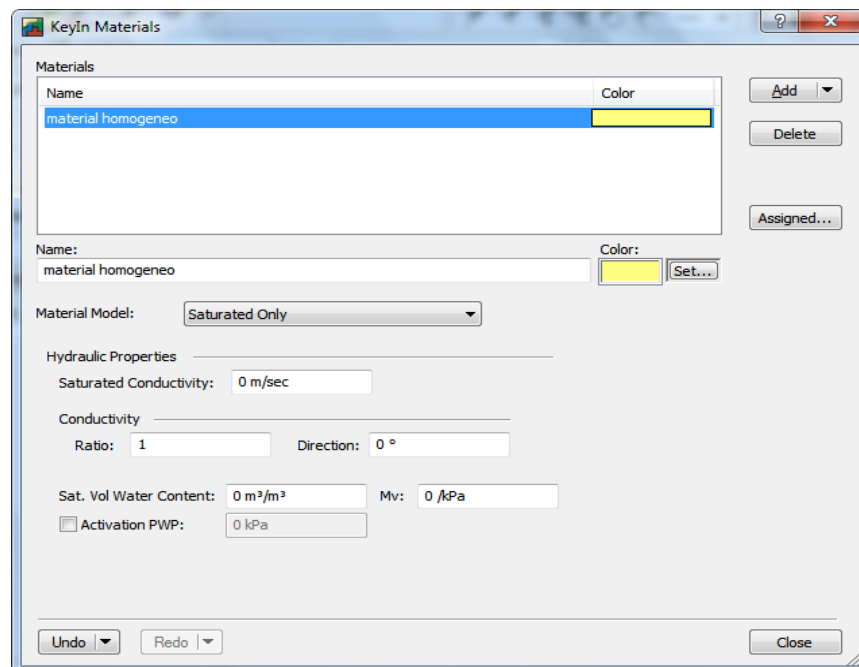 KeyIn Materials
?
Materials
Name Color
material homogeneo
Add
Delete
Assigned...
Name: Color:
material homogeneo Set...
Material Model: Saturated Only
Hydraulic Properties
Saturated Conductivity: 0 m/sec
Conductivity
Ratio: 1 Direction: 0 °
Sat. Vol Water Content: 0 m³/m³ Mv: 0 /kPa
Activation PWP: 0 kPa
Undo Redo Close